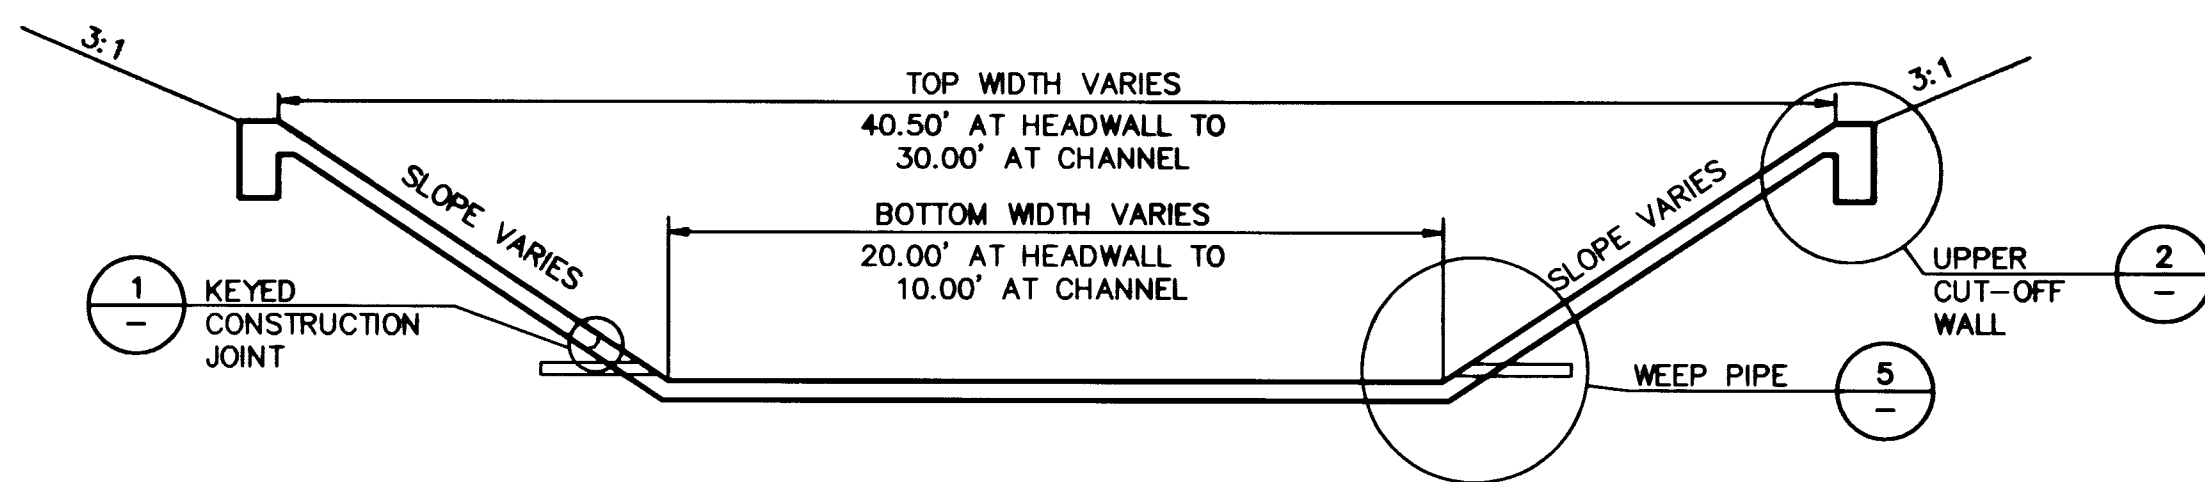 3:1
3:1
TOP WIDTH VARIES
40.50' AT HEADWALL TO
30.00' AT CHANNEL
SLOPE VARIES
SLOPE VARIES
BOTTOM WIDTH VARIES
20.00' AT HEADWALL TO
10.00' AT CHANNEL
1
-
KEYED
CONSTRUCTION
JOINT
UPPER
CUT-OFF
WALL
2
-
WEEP PIPE
5
-